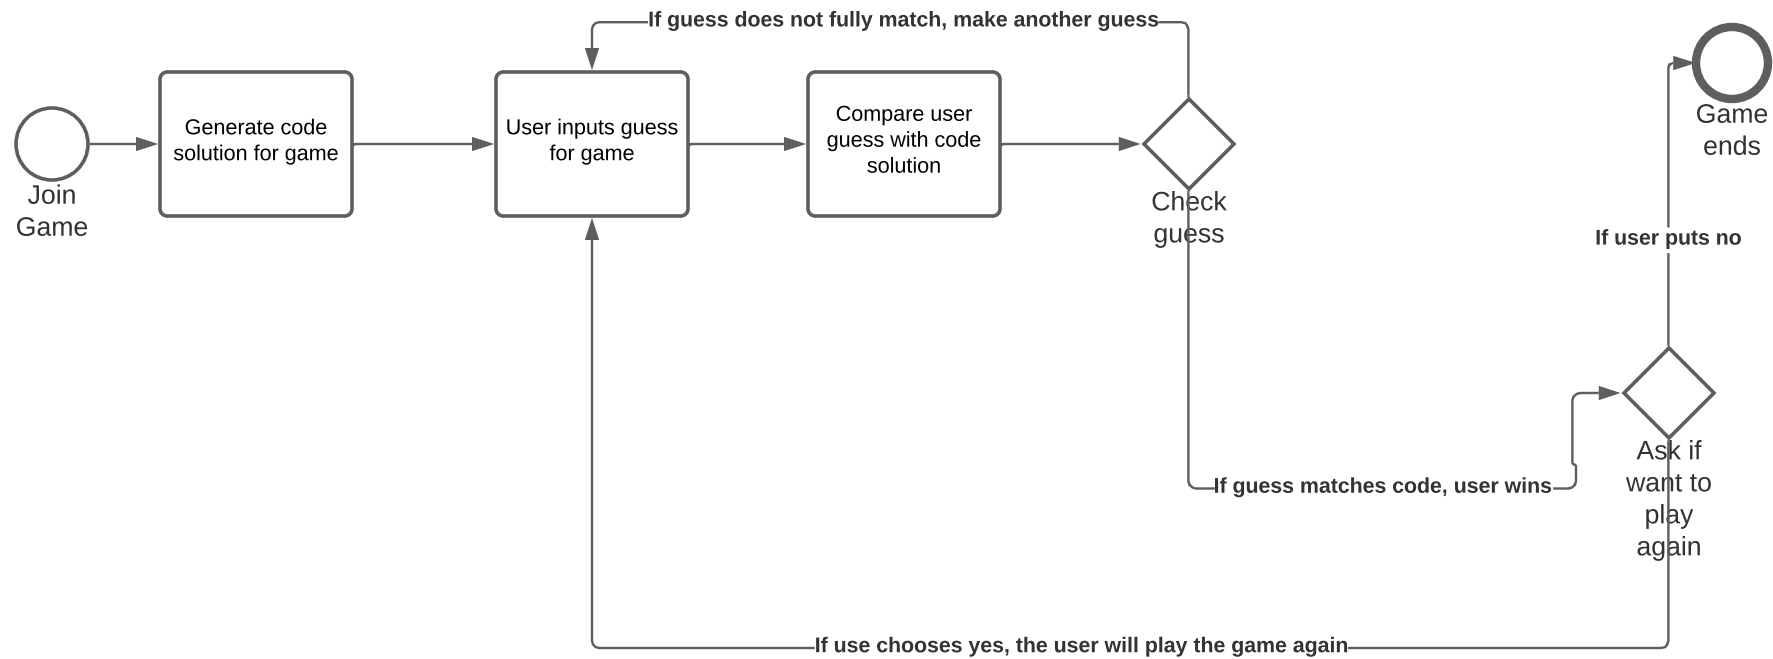 If guess does not fully match, make another guess
Join
Game
Generate code
solution for game
User inputs guess
for game
Compare user
guess with code
solution
Check
guess
Game
ends
If user puts no
If guess matches code, user wins
Ask if
want to
play
again
If use chooses yes, the user will play the game again